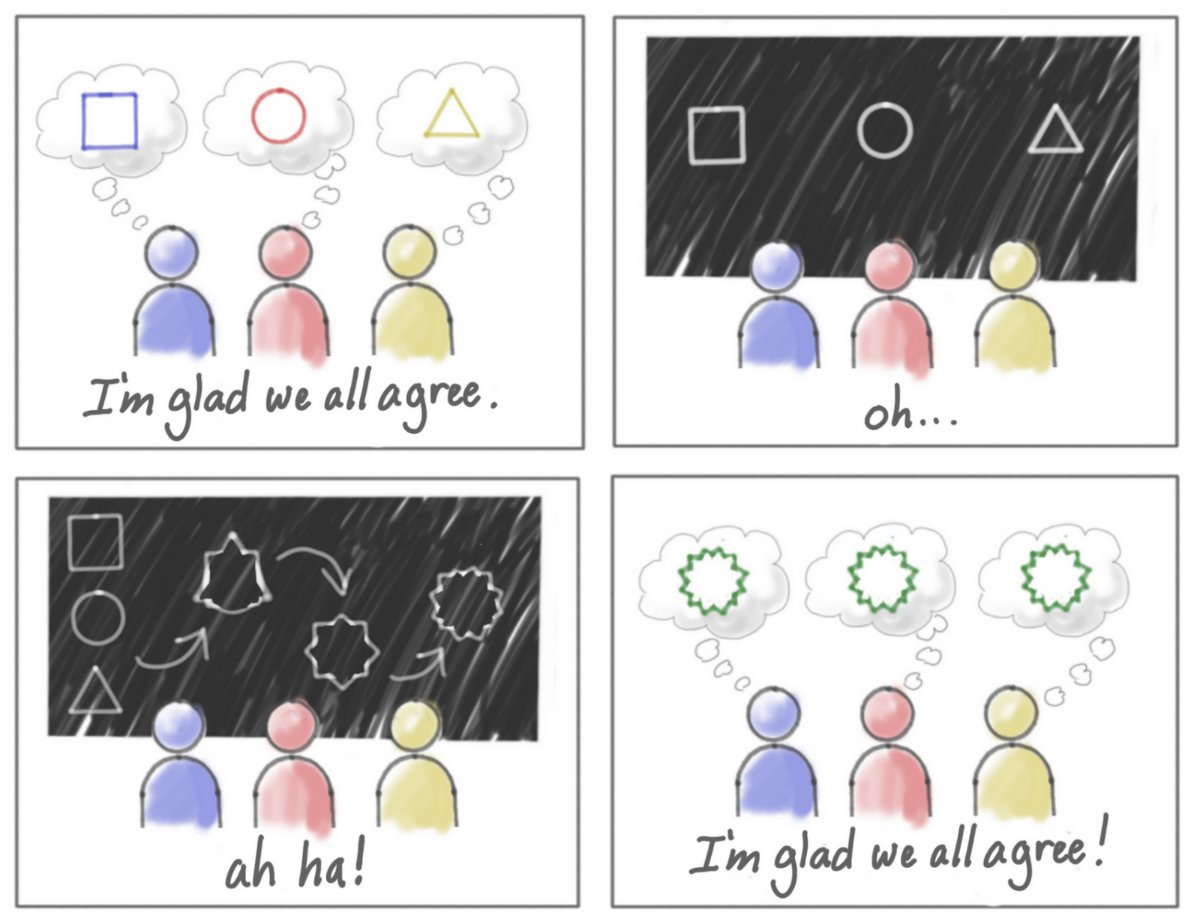 I'm glad we all agree.
oh...
ah ha!
I'm glad we all agree!